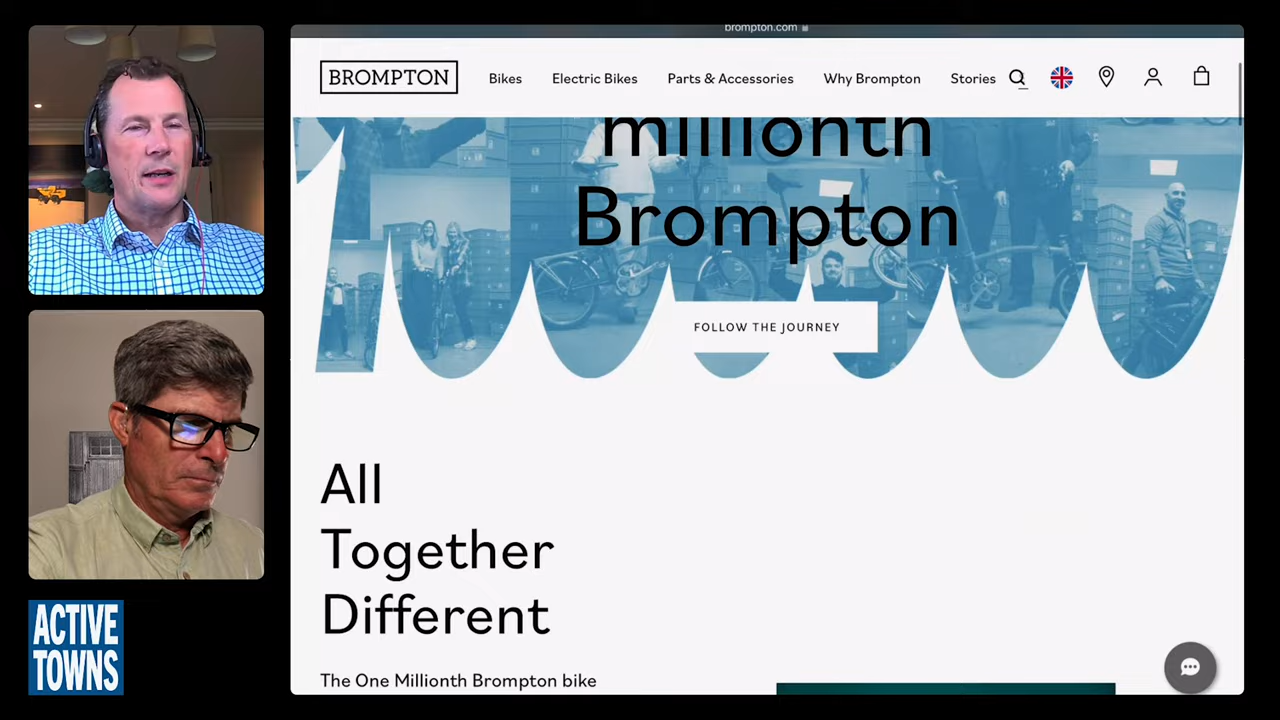 brompton.com
BROMPTON
Bikes
Electric Bikes
Parts & Accessories
Why Brompton
Stories
millionth
Brompton
FOLLOW THE JOURNEY
All
Together
Different
The One Millionth Brompton bike
ACTIVE
TOWNS